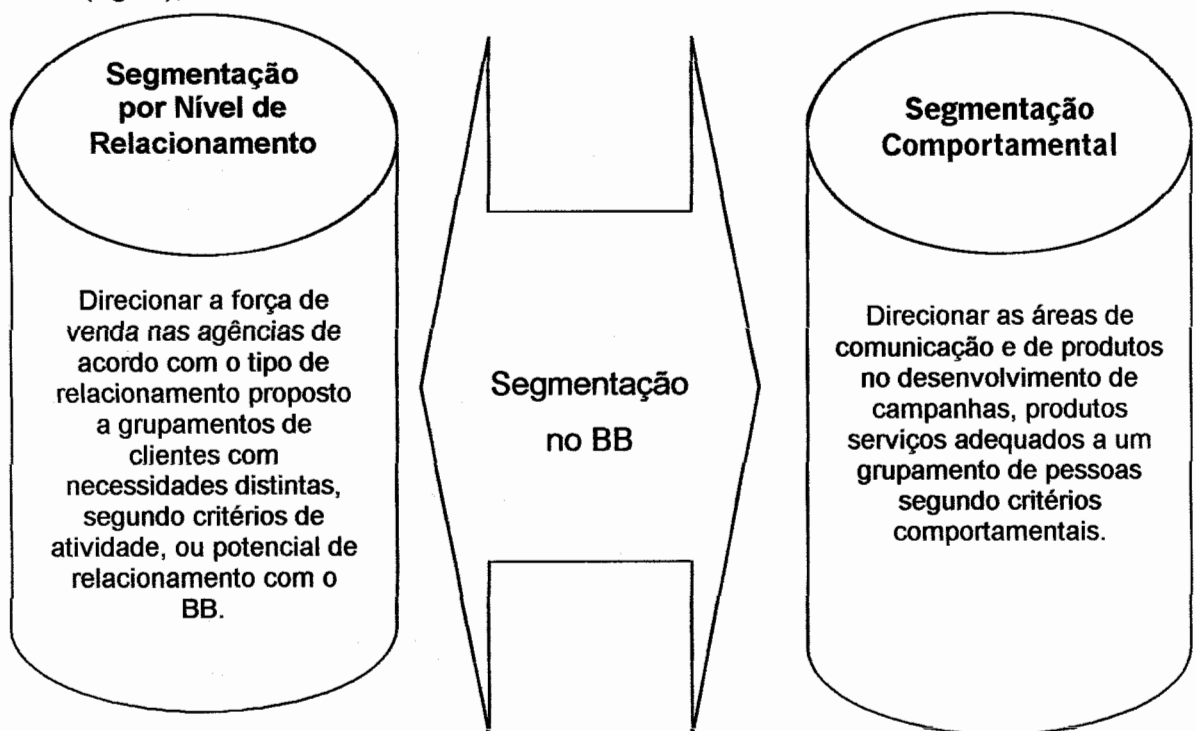 Segmentação
por Nível de
Relacionamento
Direcionar a força de
venda nas agências de
acordo com o tipo de
relacionamento proposto
a grupamentos de
clientes com
necessidades distintas,
segundo critérios de
atividade, ou potencial de
relacionamento com o
BB.
Segmentação
no BB
Segmentação
Comportamental
Direcionar as áreas de
comunicação e de produtos
no desenvolvimento de
campanhas, produtos
serviços adequados a um
grupamento de pessoas
segundo critérios
comportamentais.